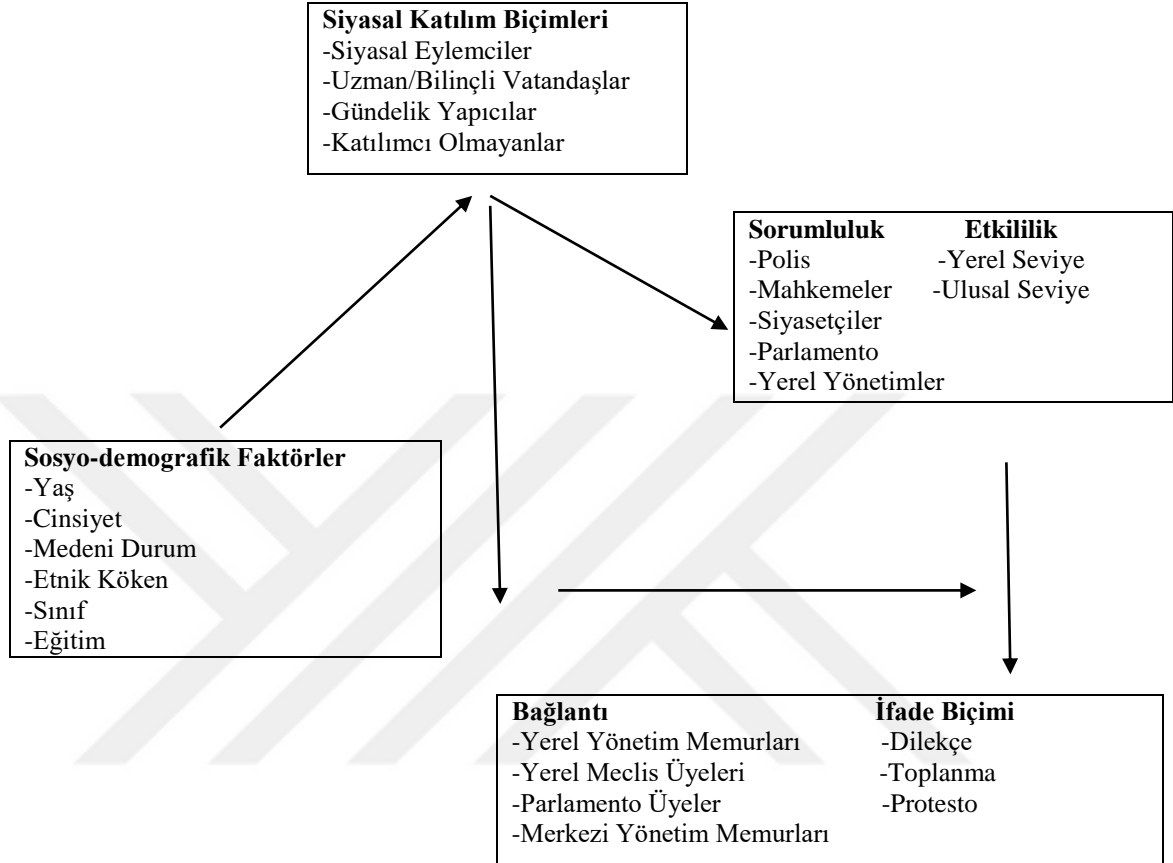 Siyasal Katılım Biçimleri
-Siyasal Eylemciler
-Uzman/Bilinçli Vatandaşlar
-Gündelik Yapıcılar
-Katılımcı Olmayanlar
Sorumluluk Etkililik
-Polis -Yerel Seviye
-Mahkemeler -Ulusal Seviye
-Siyasetçiler
-Parlamento
-Yerel Yönetimler
Sosyo-demografik Faktörler
-Yaş
-Cinsiyet
-Medeni Durum
-Etnik Köken
-Sınıf
-Eğitim
Bağlantı İfade Biçimi
-Yerel Yönetim Memurları -Dilekçe
-Yerel Meclis Üyeleri -Toplanma
-Parlamento Üyeler -Protesto
-Merkezi Yönetim Memurları